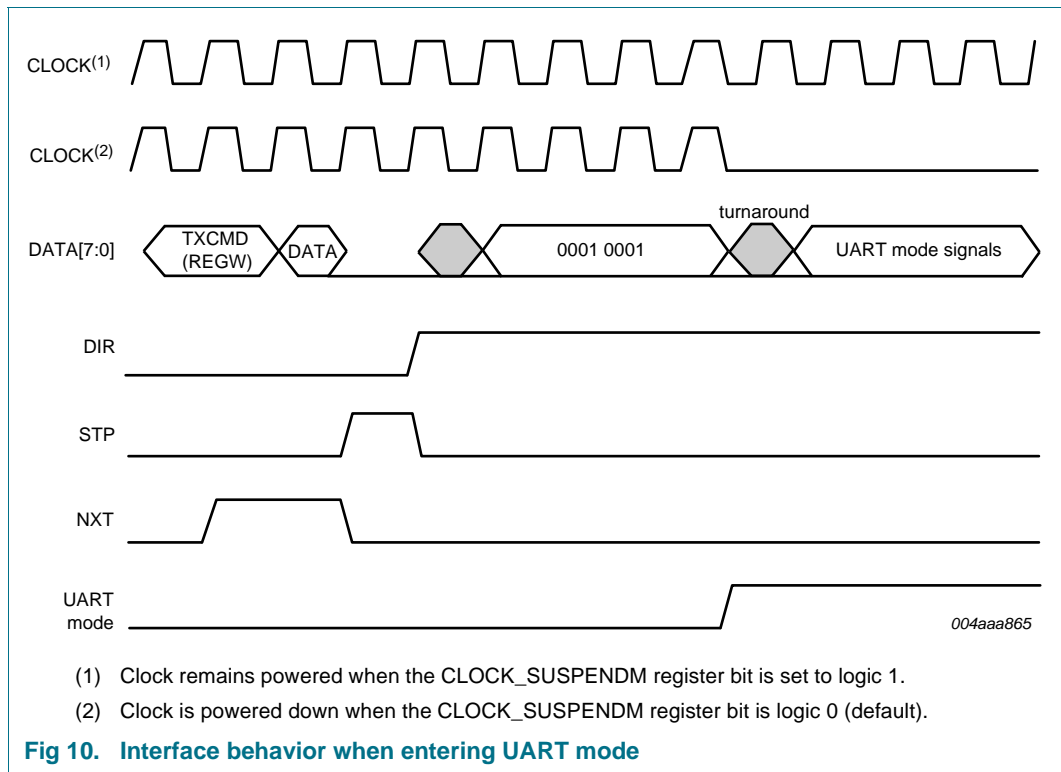 CLOCK(1)
CLOCK(2)
turnaround
DATA[7:0]
TXCMD
(REGW)
DATA
0001 0001
UART mode signals
DIR
STP
NXT
UART
mode
004aaa865
(1) Clock remains powered when the CLOCK_SUSPENDM register bit is set to logic 1.
(2) Clock is powered down when the CLOCK_SUSPENDM register bit is logic 0 (default).
Fig 10. Interface behavior when entering UART mode